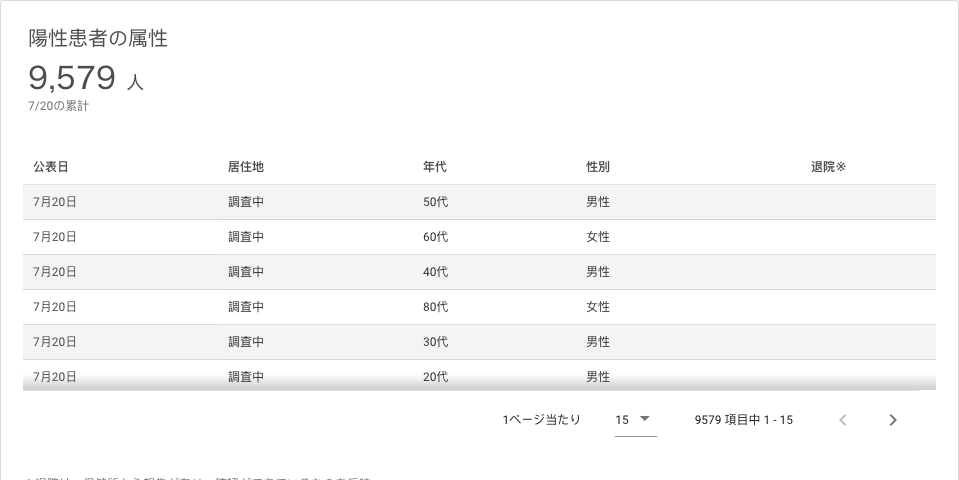 陽性患者の属性
9,579 人
7/20の累計
公表日 居住地 年代 性別 退院※
7月20日 調査中 50代 男性
7月20日 調査中 60代 女性
7月20日 調査中 40代 男性
7月20日 調査中 80代 女性
7月20日 調査中 30代 男性
7月20日 調査中 20代 男性
1ページ当たり 15 9579 項目中 1 - 15